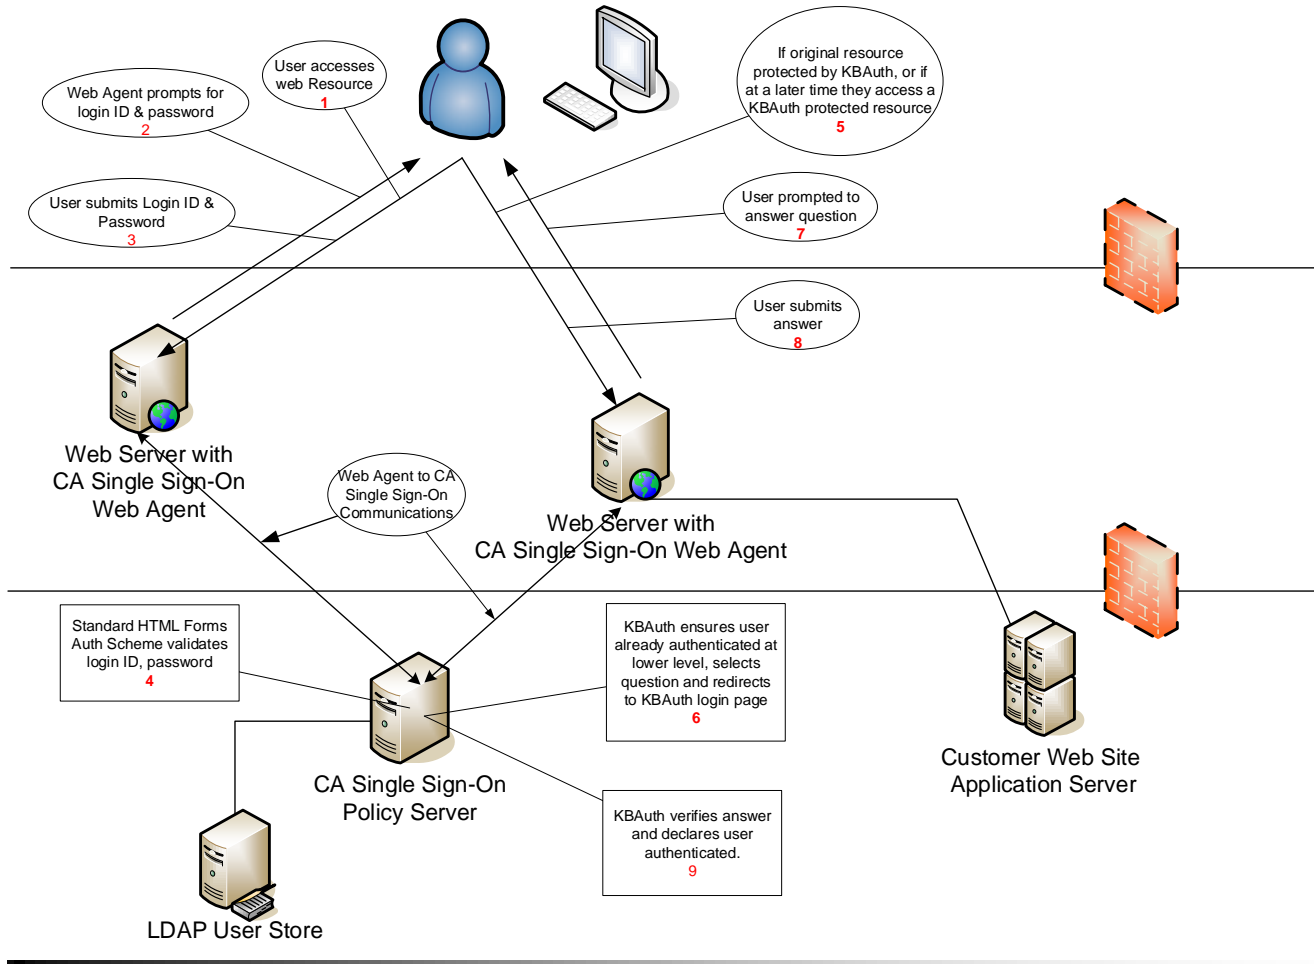 User accesses
web Resource
1
Web Agent prompts for
login ID & password
2
User submits Login ID &
Password
3
If original resource
protected by KBAuth, or if
at a later time they access a
KBAuth protected resource
5
User prompted to
answer question
7
User submits
answer
8
Web Server with
CA Single Sign-On
Web Agent
Web Agent to CA
Single Sign-On
Communications
Web Server with
CA Single Sign-On Web Agent
Standard HTML Forms
Auth Scheme validates
login ID, password
4
KBAuth ensures user
already authenticated at
lower level, selects
question and redirects
to KBAuth login page
6
CA Single Sign-On
Policy Server
Customer Web Site
Application Server
KBAuth verifies answer
and declares user
authenticated.
9
LDAP User Store